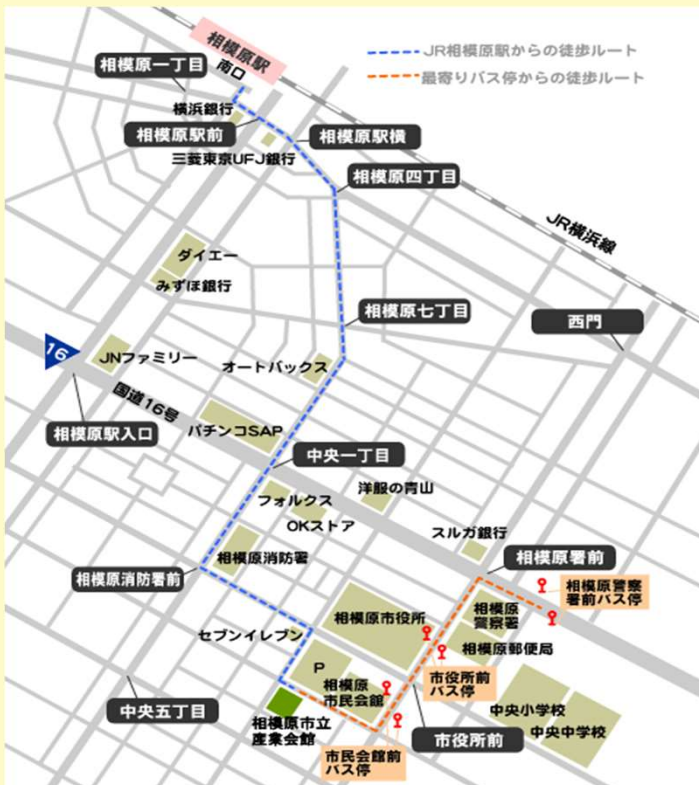 相模原駅
南口
JR相模原駅からの徒歩ルート
最寄りバス停からの徒歩ルート
相模原一丁目
横浜銀行
相模原駅前
相模原駅横
三菱東京UFJ銀行
相模原四丁目
JR横浜線
ダイエー
みずほ銀行
相模原七丁目
西門
16
JNファミリー
オートバックス
国道16号
パチンコSAP
相模原駅入口
中央一丁目
洋服の青山
フォルクス
OKストア
スルガ銀行
相模原消防署
相模原署前
相模原消防署前
相模原警察
署前バス停
相模原市役所
相模原
警察署
セブンイレブン
相模原郵便局
P
相模原
市民会館
市役所前
バス停
中央五丁目
相模原市立
産業会館
市民会館前
バス停
市役所前
中央小学校
中央中学校